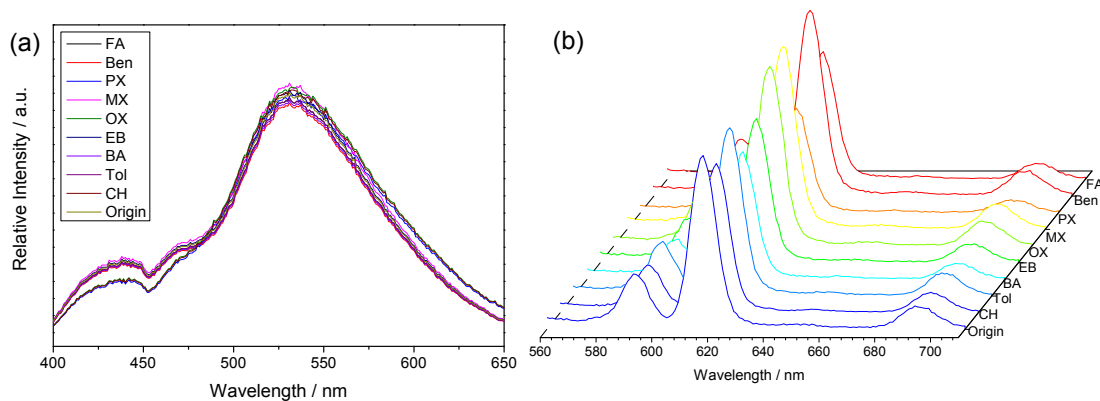 (a)
FA
Ben
PX
MX
OX
EB
BA
Tol
CH
Origin
Relative Intensity / a.u.
400 450 500 550 600 650
Wavelength / nm
(b)
FA
Ben
PX
MX
OX
EB
BA
Tol
CH
Origin
560 580 600 620 640 660 680 700
Wavelength / nm